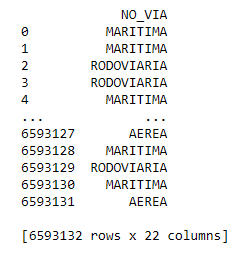 NO_VIA
0 MARITIMA
1 MARITIMA
2 RODOVIARIA
3 RODOVIARIA
4 MARITIMA
... ...
6593127 AEREA
6593128 MARITIMA
6593129 RODOVIARIA
6593130 MARITIMA
6593131 AEREA
[6593132 rows x 22 columns]